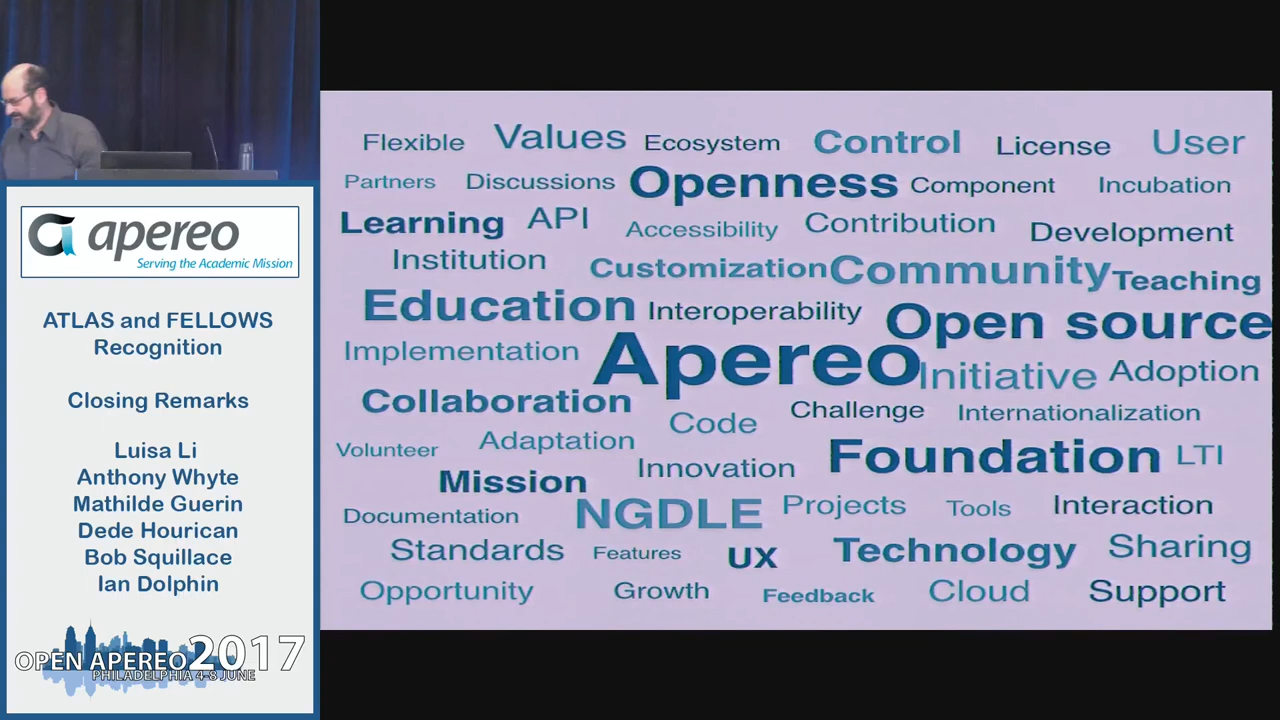 apereo
Serving the Academic Mission
ATLAS and FELLOWS
Recognition
Closing Remarks
Luisa Li
Anthony Whyte
Mathilde Guerin
Dede Hourican
Bob Squillace
Ian Dolphin
OPEN APEREO 2017
PHILADELPHIA 4-8 JUNE
Flexible Values Ecosystem Control License User
Partners Discussions Openness Component Incubation
Learning API Accessibility Contribution Development
Institution Customization Community Teaching
Education Interoperability Open source
Implementation Apereo Initiative Adoption
Collaboration Code Challenge Internationalization
Volunteer Adaptation Innovation Foundation LTI
Mission NGDLE Projects Tools Interaction
Documentation
Standards Features UX Technology Sharing
Opportunity Growth Feedback Cloud Support